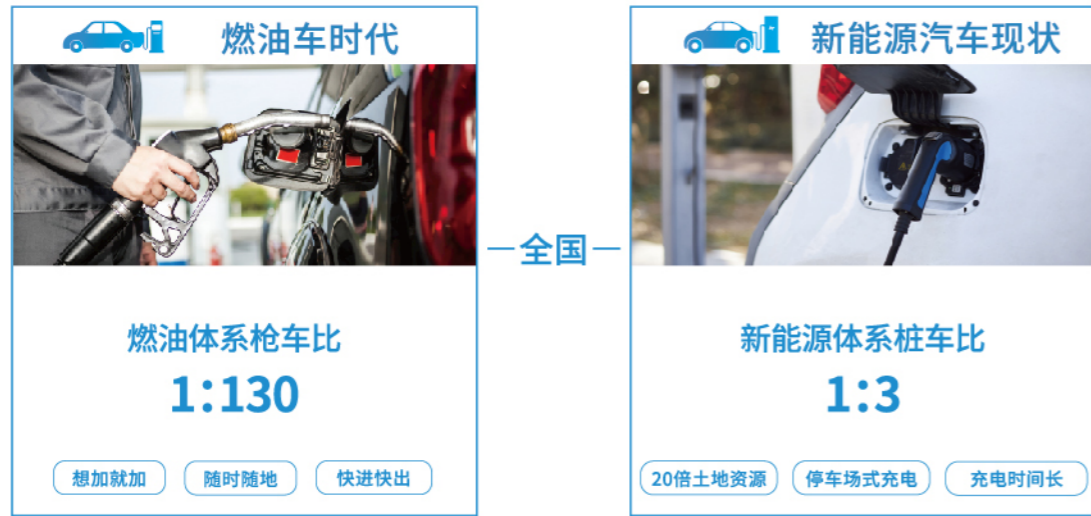 燃油车时代
新能源汽车现状
全国
燃油体系枪车比
1:130
想加就加
随时随地
快进快出
新能源体系桩车比
1:3
20倍土地资源
停车场式充电
充电时间长